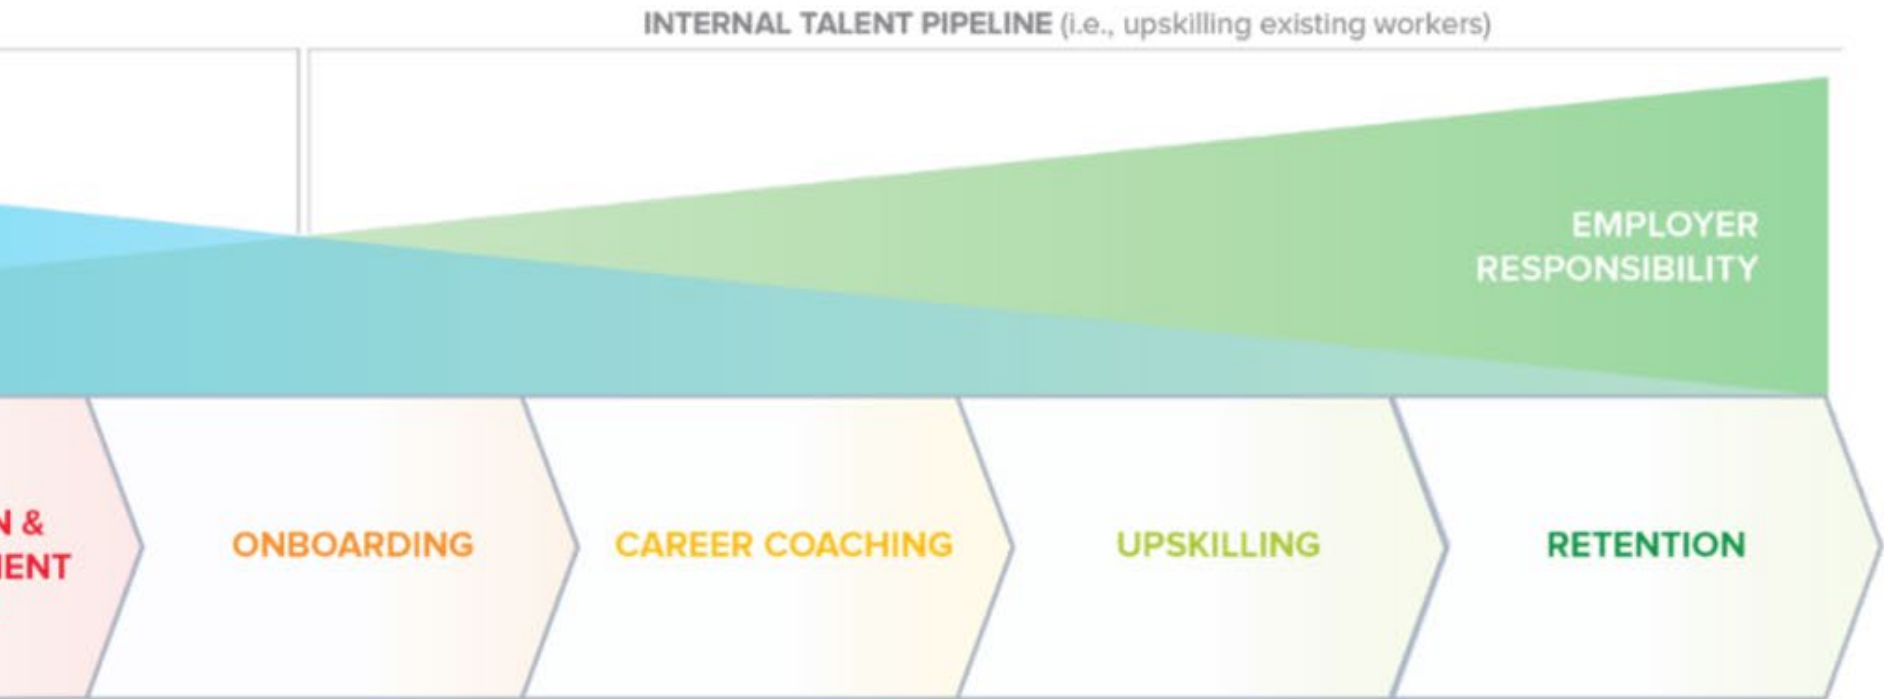 INTERNAL TALENT PIPELINE (i.e., upskilling existing workers)
EMPLOYER
RESPONSIBILITY
&
ONBOARDING
CAREER COACHING
UPSKILLING
RETENTION